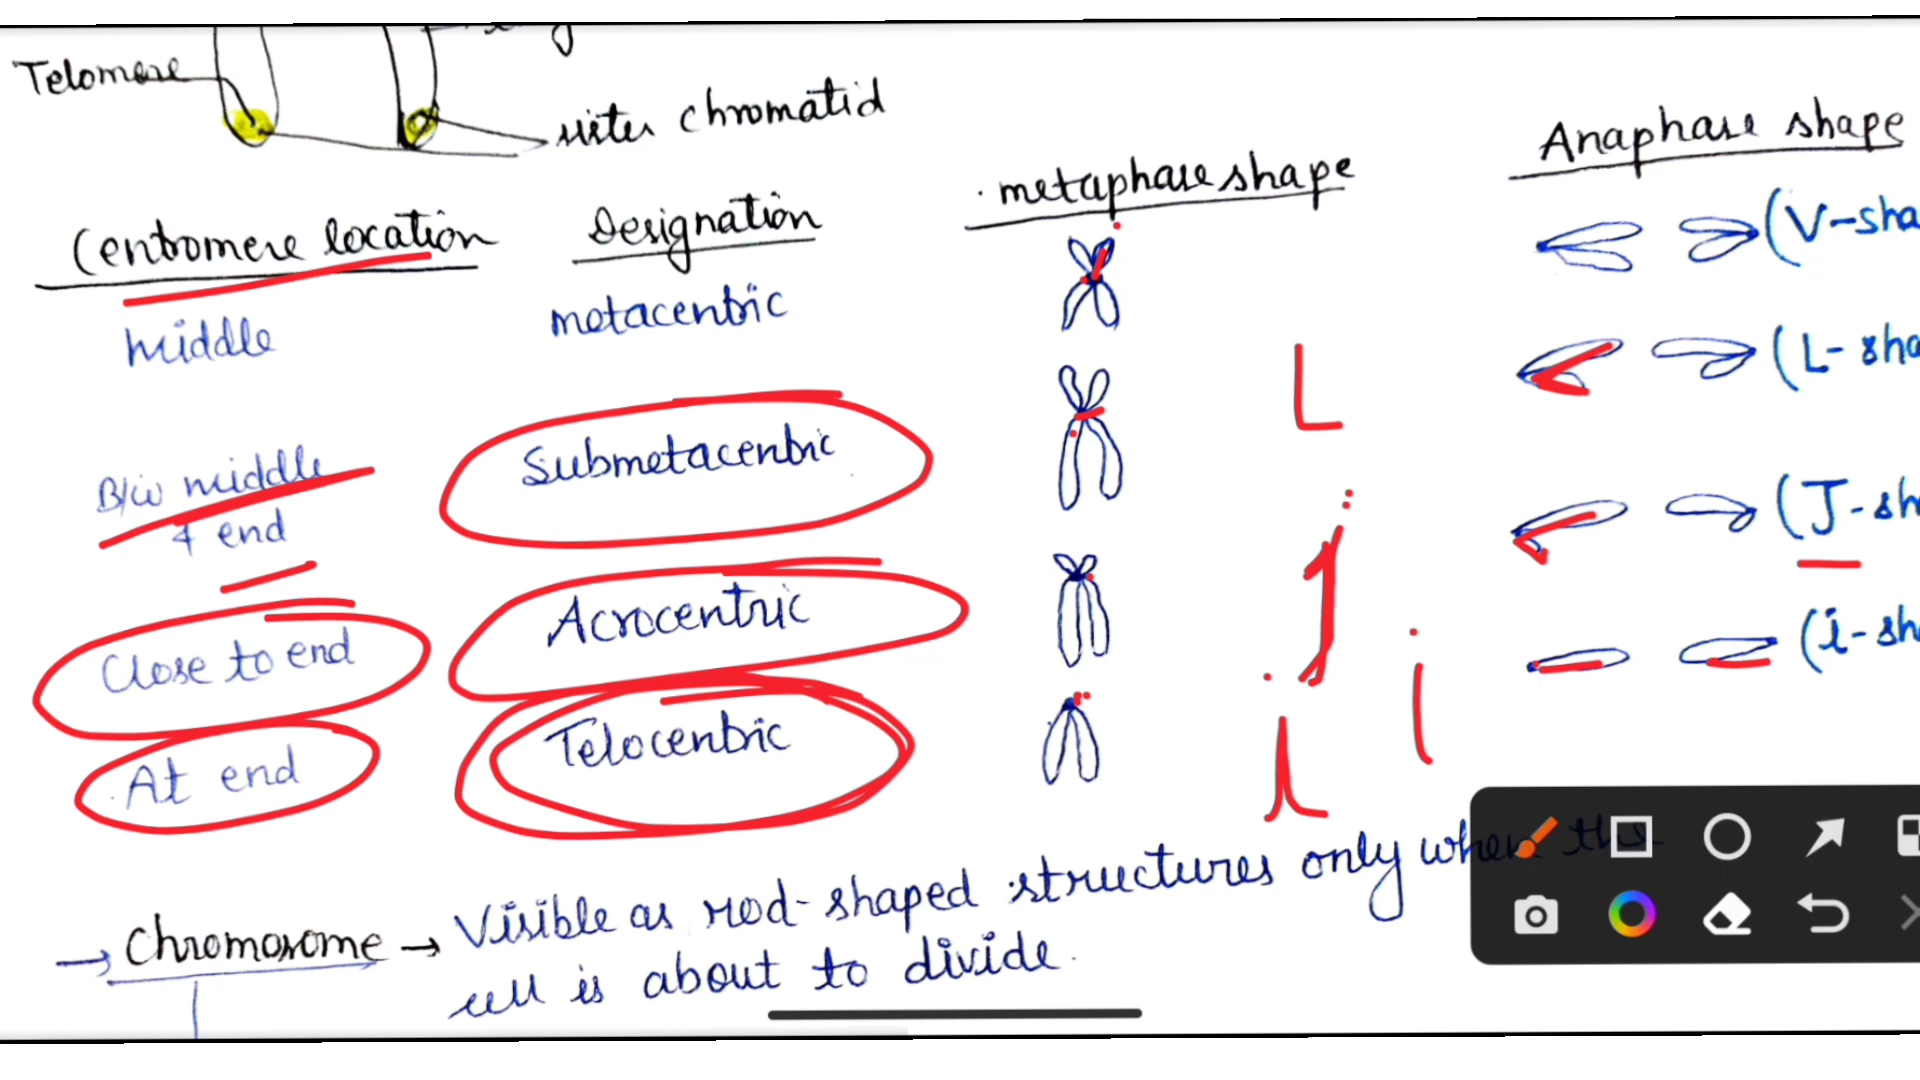 Telomere
sister chromatid
Centromere location Designation metaphase shape Anaphase shape
middle metacentric (V-sha
B/w middle Submetacentric L (L-sha
& end
Close to end Acrocentric (J-sh
At end Telocentric i (i-sh
→ Chromosome → Visible as rod-shaped structures only when the
cell is about to divide.